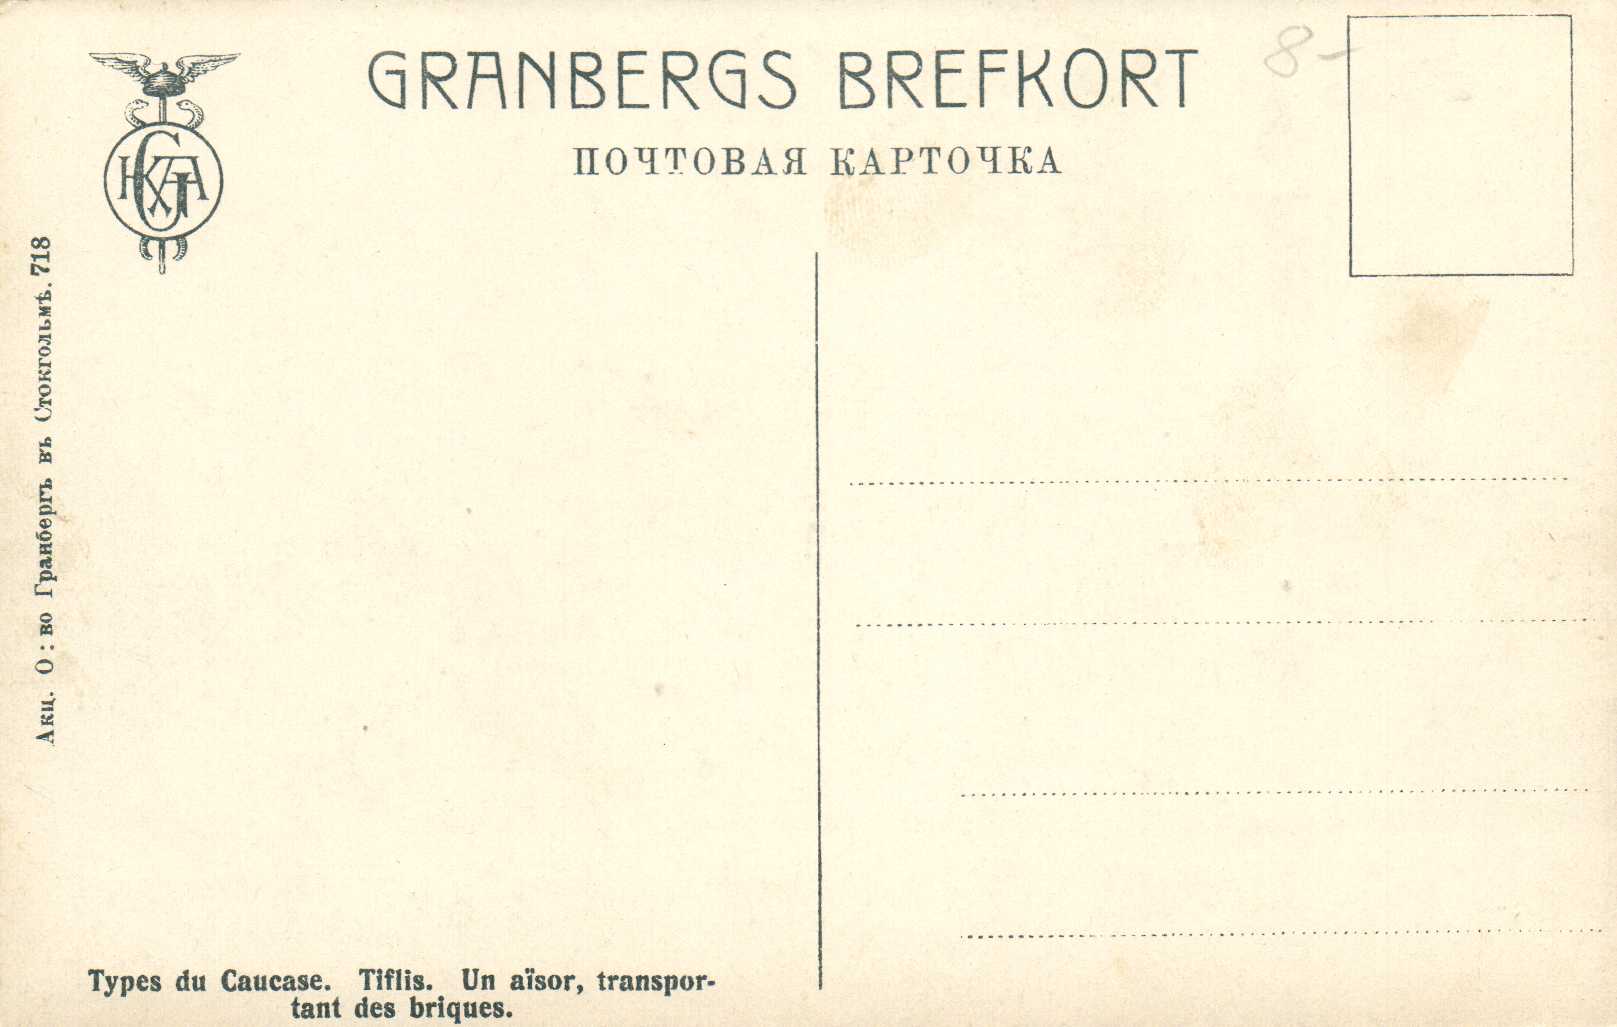 GRANBERGS BREFKORT
ПОЧТОВАЯ КАРТОЧКА
8-
Акц. О: во Гранбергъ въ Стокгольмѣ. 718
Types du Caucase. Tiflis. Un aïsor, transpor-
tant des briques.